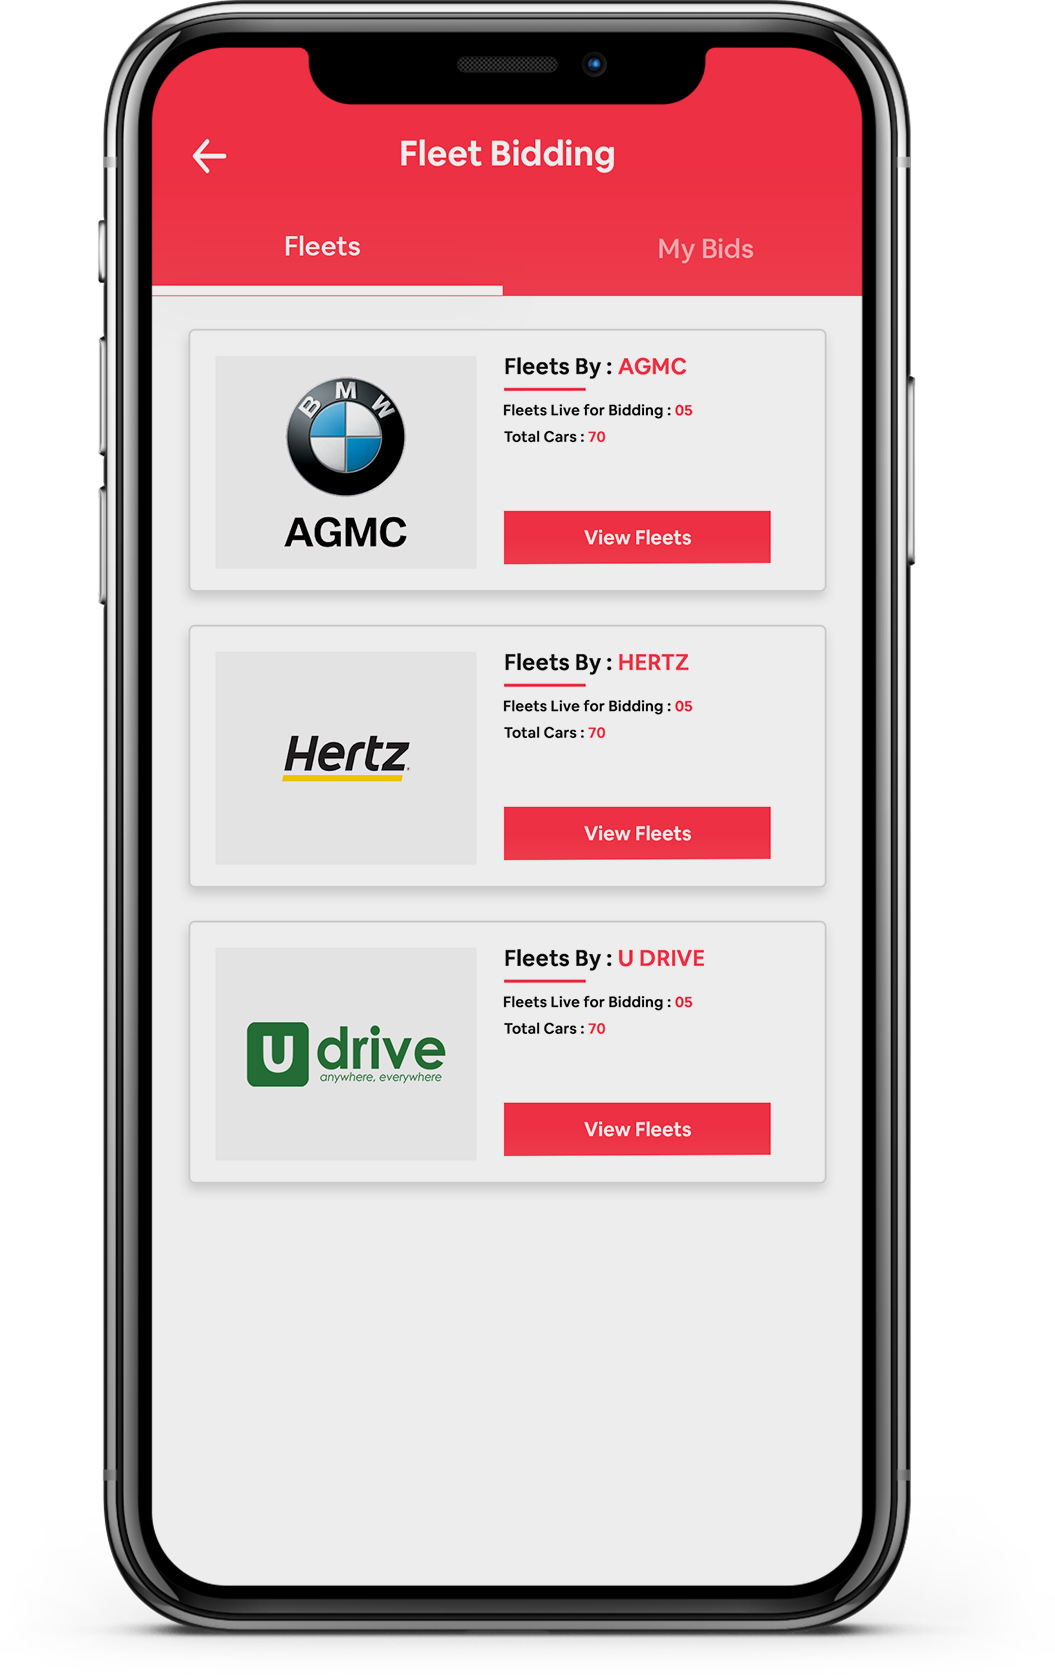 Fleet Bidding
Fleets
My Bids
BMW
AGMC
Fleets By : AGMC
Fleets Live for Bidding : 05
Total Cars : 70
View Fleets
Hertz
Fleets By : HERTZ
Fleets Live for Bidding : 05
Total Cars : 70
View Fleets
U drive
anywhere, everywhere
Fleets By : U DRIVE
Fleets Live for Bidding : 05
Total Cars : 70
View Fleets